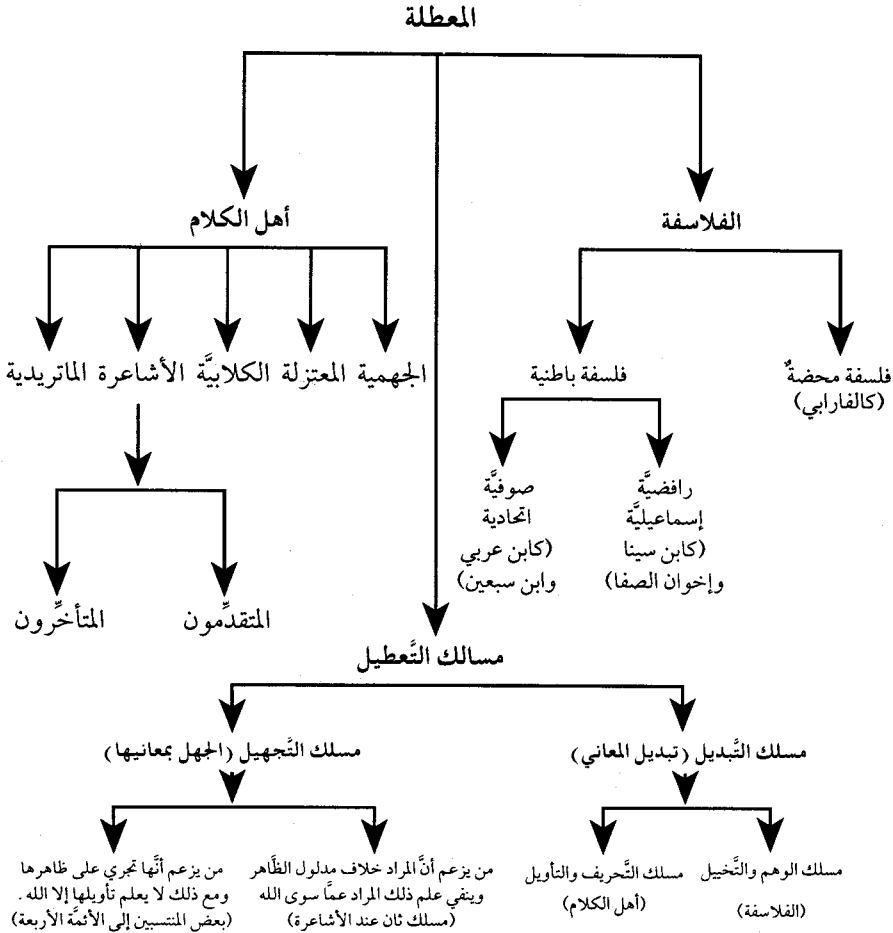 المعطلة
الفلاسفة
أهل الكلام
فلسفة محضةٌ
(كالفارابي)
فلسفة باطنية
الجهمية
المعتزلة
الكلابيَّة
الأشاعرة
الماتريدية
رافضيَّة
إسماعيليَّة
(كابن سينا
وإخوان الصفا)
صوفيَّة
اتحادية
(كابن عربي
وابن سبعين)
المتقدِّمون
المتأخِّرون
مسالك التَّعطيل
مسلك التَّبديل (تبديل المعاني)
مسلك التَّجهيل (الجهل بمعانيها)
مسلك الوهم والتَّخييل
(الفلاسفة)
مسلك التَّحريف والتأويل
(أهل الكلام)
من يزعم أنَّ المراد خلاف مدلول الظَّاهر
وينفي علم ذلك المراد عمَّا سوى الله
(مسلك ثان عند الأشاعرة)
من يزعم أنَّها تجري على ظاهرها
ومع ذلك لا يعلم تأويلها إلا الله .
(بعض المنتسبين إلى الأئمَّة الأربعة)